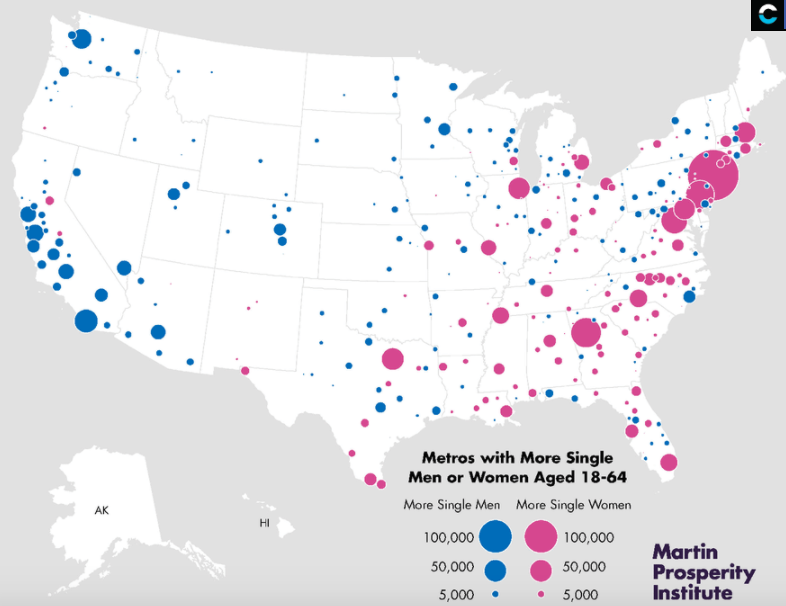 C
AK
HI
Metros with More Single
Men or Women Aged 18-64
More Single Men More Single Women
100,000 100,000
50,000 50,000
5,000 5,000
Martin
Prosperity
Institute